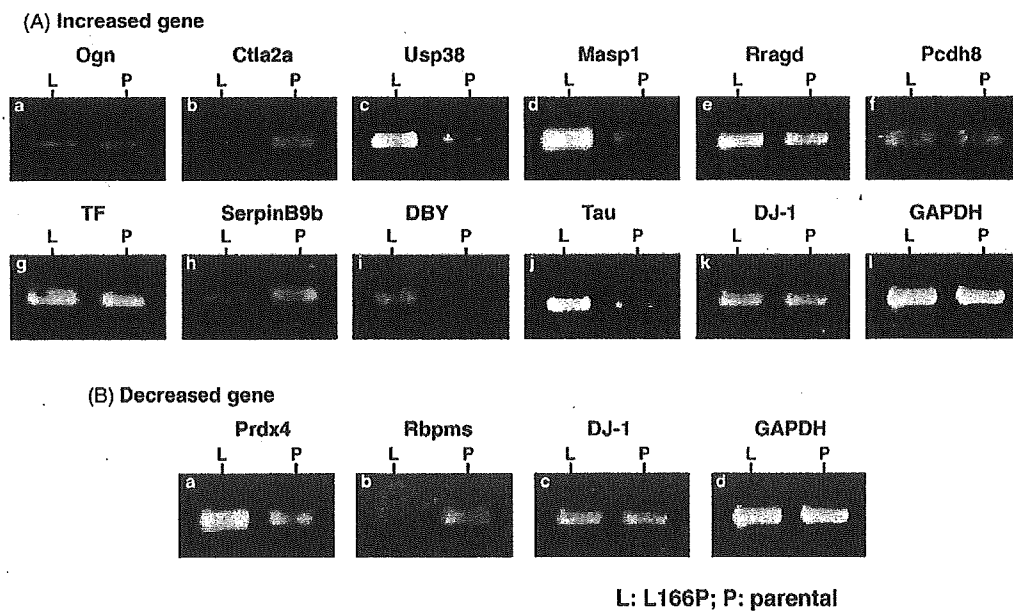 (A) Increased gene
Ogn Ctla2a Usp38 Masp1 Rragd Pcdh8
L P L P L P L P L P L P
a b c d e f
TF SerpinB9b DBY Tau DJ-1 GAPDH
L P L P L P L P L P L P
g h i j k l
(B) Decreased gene
Prdx4 Rbpms DJ-1 GAPDH
L P L P L P L P
a b c d
L: L166P; P: parental